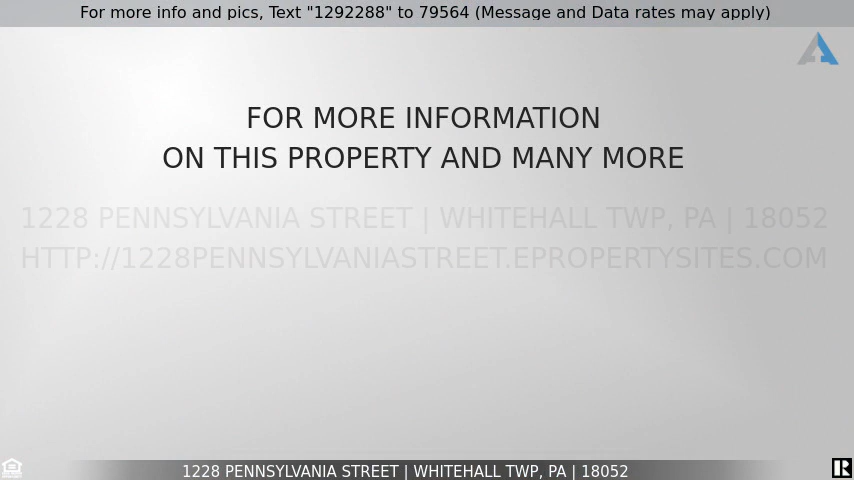 For more info and pics, Text "1292288" to 79564 (Message and Data rates may apply)
FOR MORE INFORMATION
ON THIS PROPERTY AND MANY MORE
1228 PENNSYLVANIA STREET | WHITEHALL TWP, PA | 18052
HTTP://1228PENNSYLVANIASTREET.EPROPERTYSITES.COM
1228 PENNSYLVANIA STREET | WHITEHALL TWP, PA | 18052